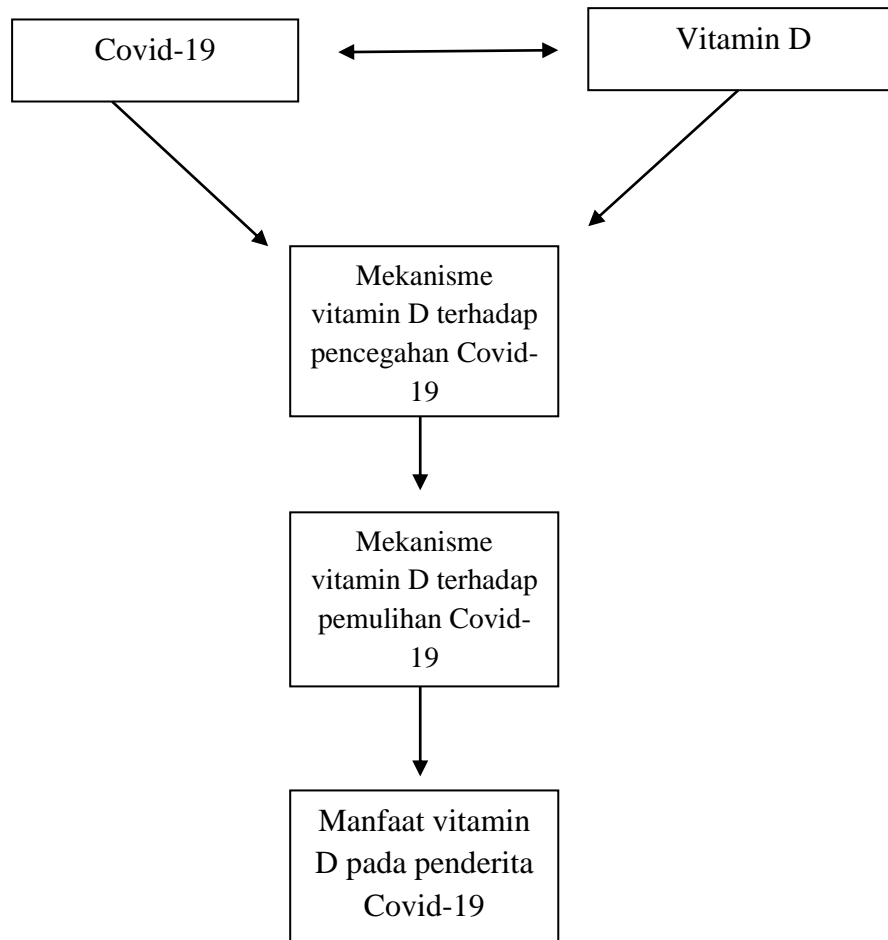 Covid-19
Vitamin D
Mekanisme
vitamin D terhadap
pencegahan Covid-
19
Mekanisme
vitamin D terhadap
pemulihan Covid-
19
Manfaat vitamin
D pada penderita
Covid-19